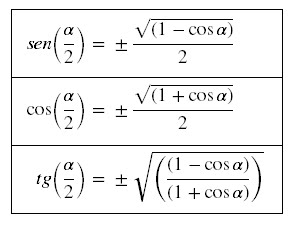 sen(α/2) = ± √(1 − cos α)/2
cos(α/2) = ± √(1 + cos α)/2
tg(α/2) = ± √((1 − cos α)/(1 + cos α))